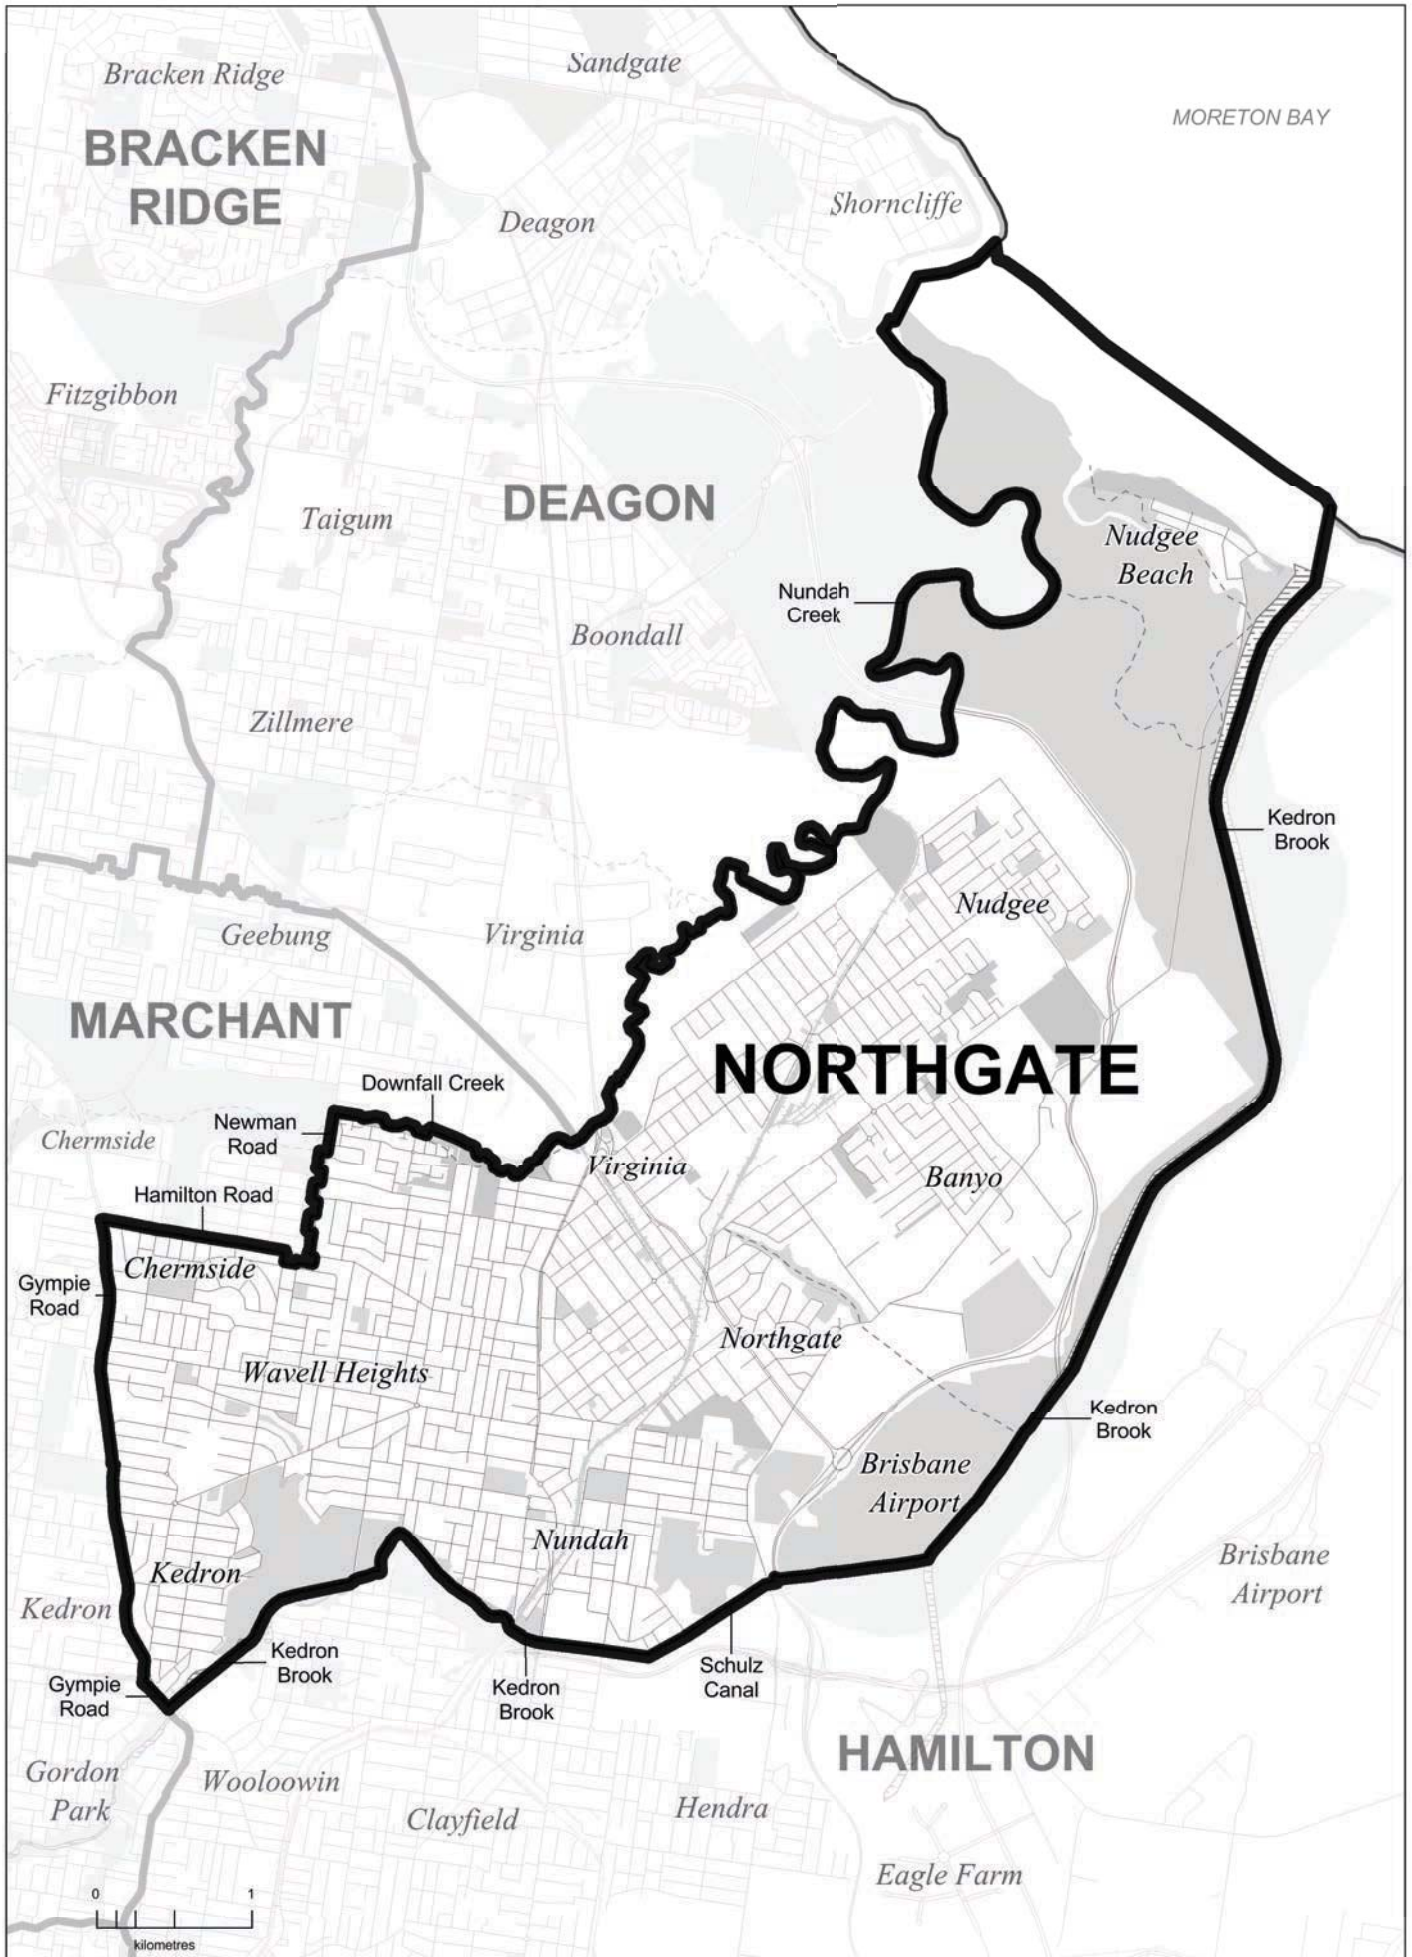 Sandgate
Bracken Ridge
MORETON BAY
BRACKEN
RIDGE
Shorncliffe
Deagon
Fitzgibbon
DEAGON
Taigum
Nudgee
Beach
Nundah
Creek
Boondall
Zillmere
Kedron
Brook
Nudgee
Geebung
Virginia
MARCHANT
NORTHGATE
Downfall Creek
Newman
Road
Chermside
Virginia
Banyo
Hamilton Road
Chermside
Gympie
Road
Northgate
Wavell Heights
Kedron
Brook
Brisbane
Airport
Nundah
Brisbane
Airport
Kedron
Kedron
Kedron
Brook
Schulz
Canal
Gympie
Road
Kedron
Brook
HAMILTON
Gordon
Park
Wooloowin
Clayfield
Hendra
Eagle Farm
0 1
kilometres